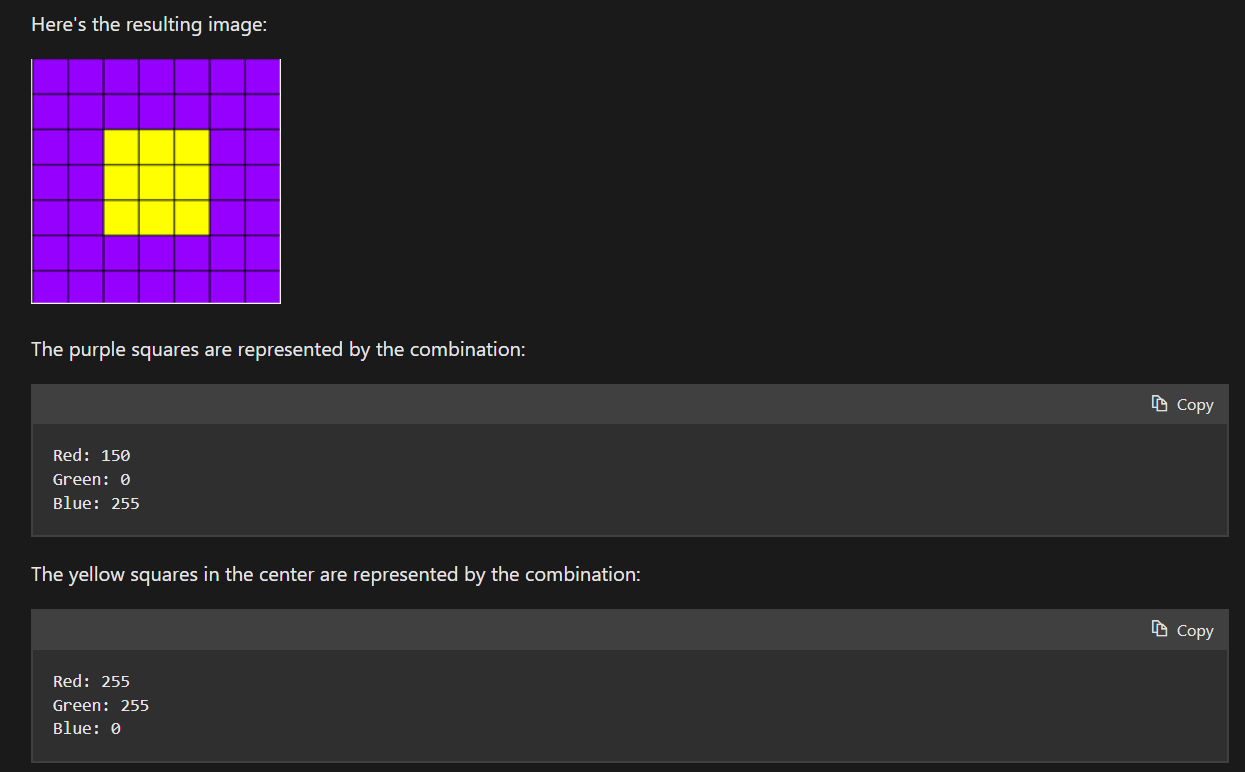 Here's the resulting image:
The purple squares are represented by the combination:
Copy
Red: 150
Green: 0
Blue: 255
The yellow squares in the center are represented by the combination:
Copy
Red: 255
Green: 255
Blue: 0